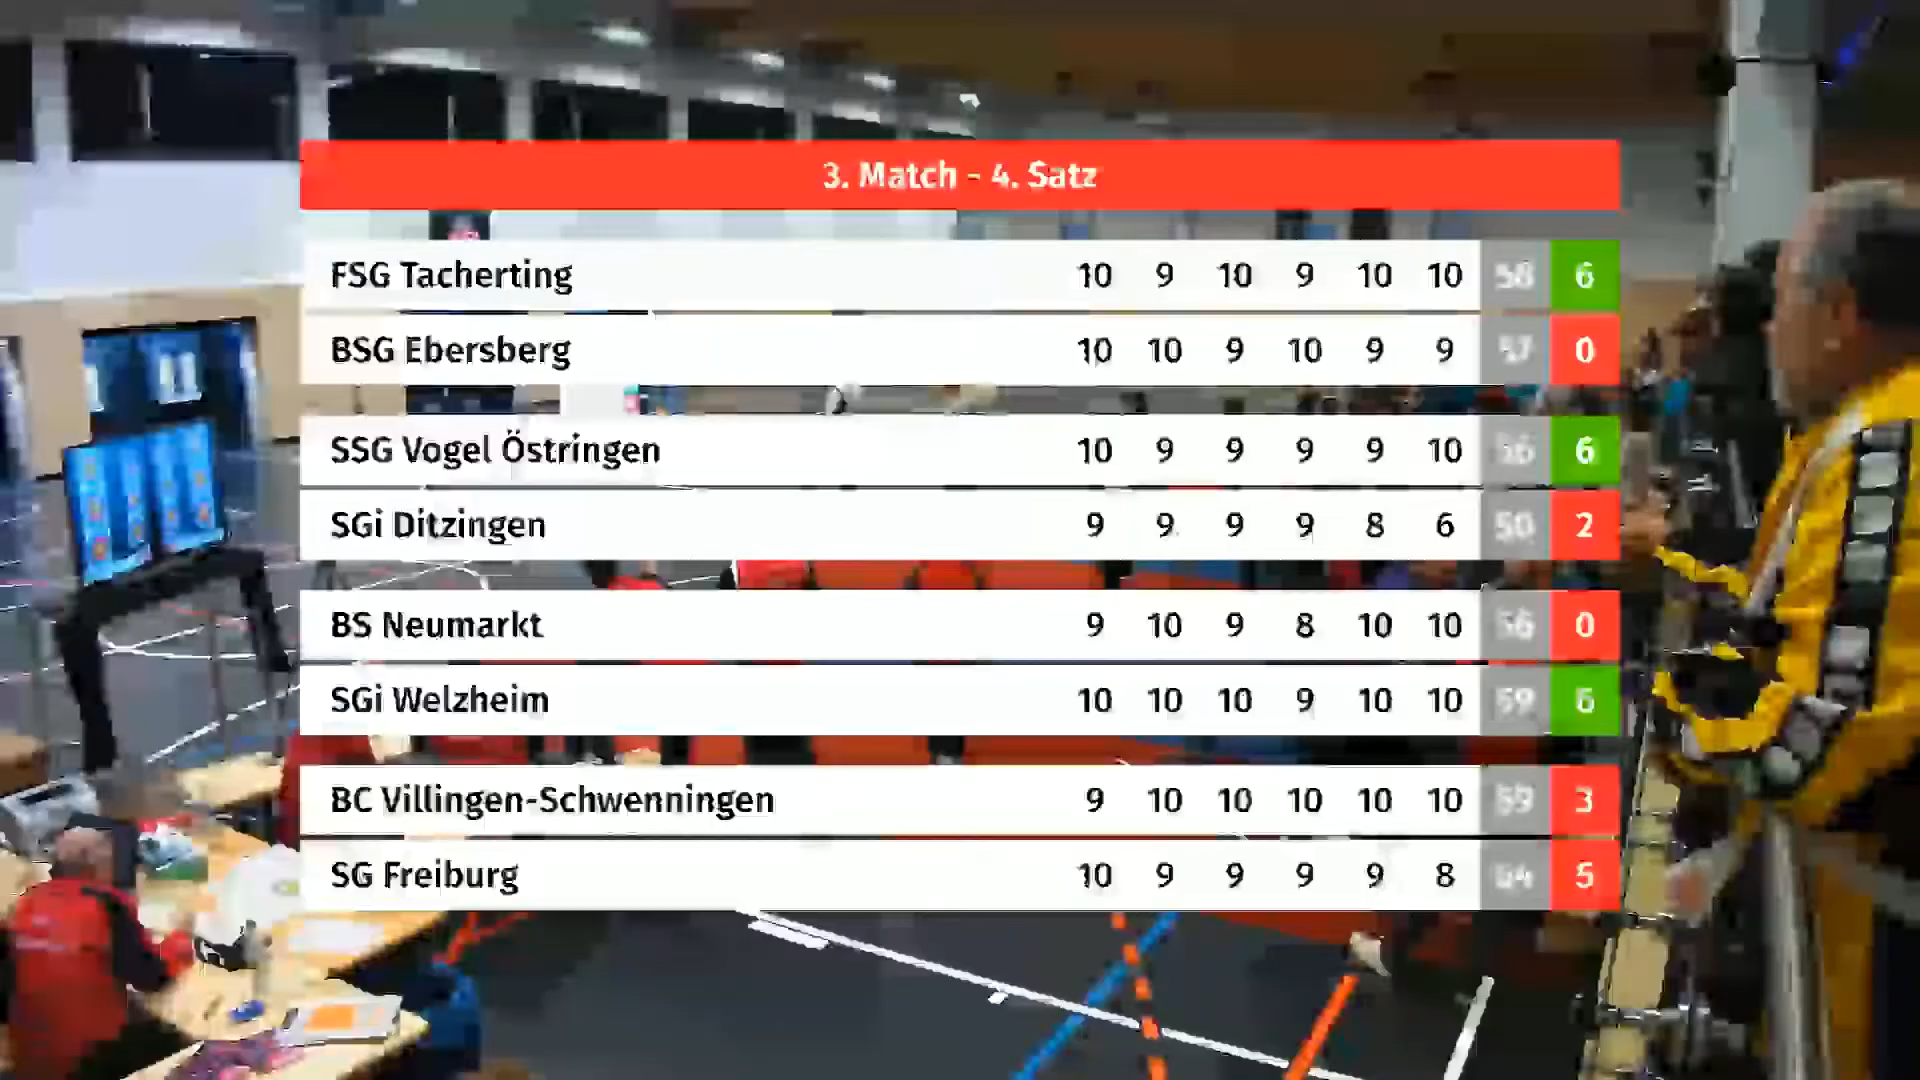 3. Match - 4. Satz
FSG Tacherting 10 9 10 9 10 10 58 6
BSG Ebersberg 10 10 9 10 9 9 57 0
SSG Vogel Östringen 10 9 9 9 9 10 56 6
SGi Ditzingen 9 9 9 9 8 6 50 2
BS Neumarkt 9 10 9 8 10 10 56 0
SGi Welzheim 10 10 10 9 10 10 59 6
BC Villingen-Schwenningen 9 10 10 10 10 10 59 3
SG Freiburg 10 9 9 9 9 8 54 5